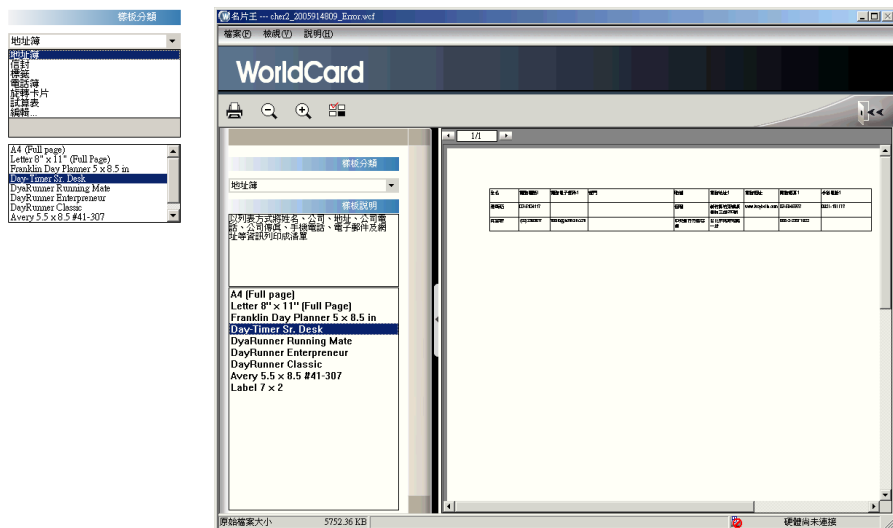 樣板分類
地址簿
地址簿
信封
標籤
電話簿
旋轉卡片
試算表
編輯...
A4 (Full page)
Letter 8" x 11" (Full Page)
Franklin Day Planner 5 x 8.5 in
Day-Timer Sr. Desk
DyaRunner Running Mate
DayRunner Enterpreneur
DayRunner Classic
Avery 5.5 x 8.5 #41-307
名片王 --- cher2_2005914809_Error.wcf
檔案(F) 檢視(V) 說明(H)
WorldCard
1/1
樣板分類
地址簿
樣板說明
以列表方式將姓名、公司、地址、公司電
話、公司傳真、手機電話、電子郵件及網
址等資訊列印成清單
A4 (Full page)
Letter 8" x 11" (Full Page)
Franklin Day Planner 5 x 8.5 in
Day-Timer Sr. Desk
DyaRunner Running Mate
DayRunner Enterpreneur
DayRunner Classic
Avery 5.5 x 8.5 #41-307
Label 7 x 2
姓名 部門 職稱
原始檔案大小 5752.36 KB 硬體尚未連接